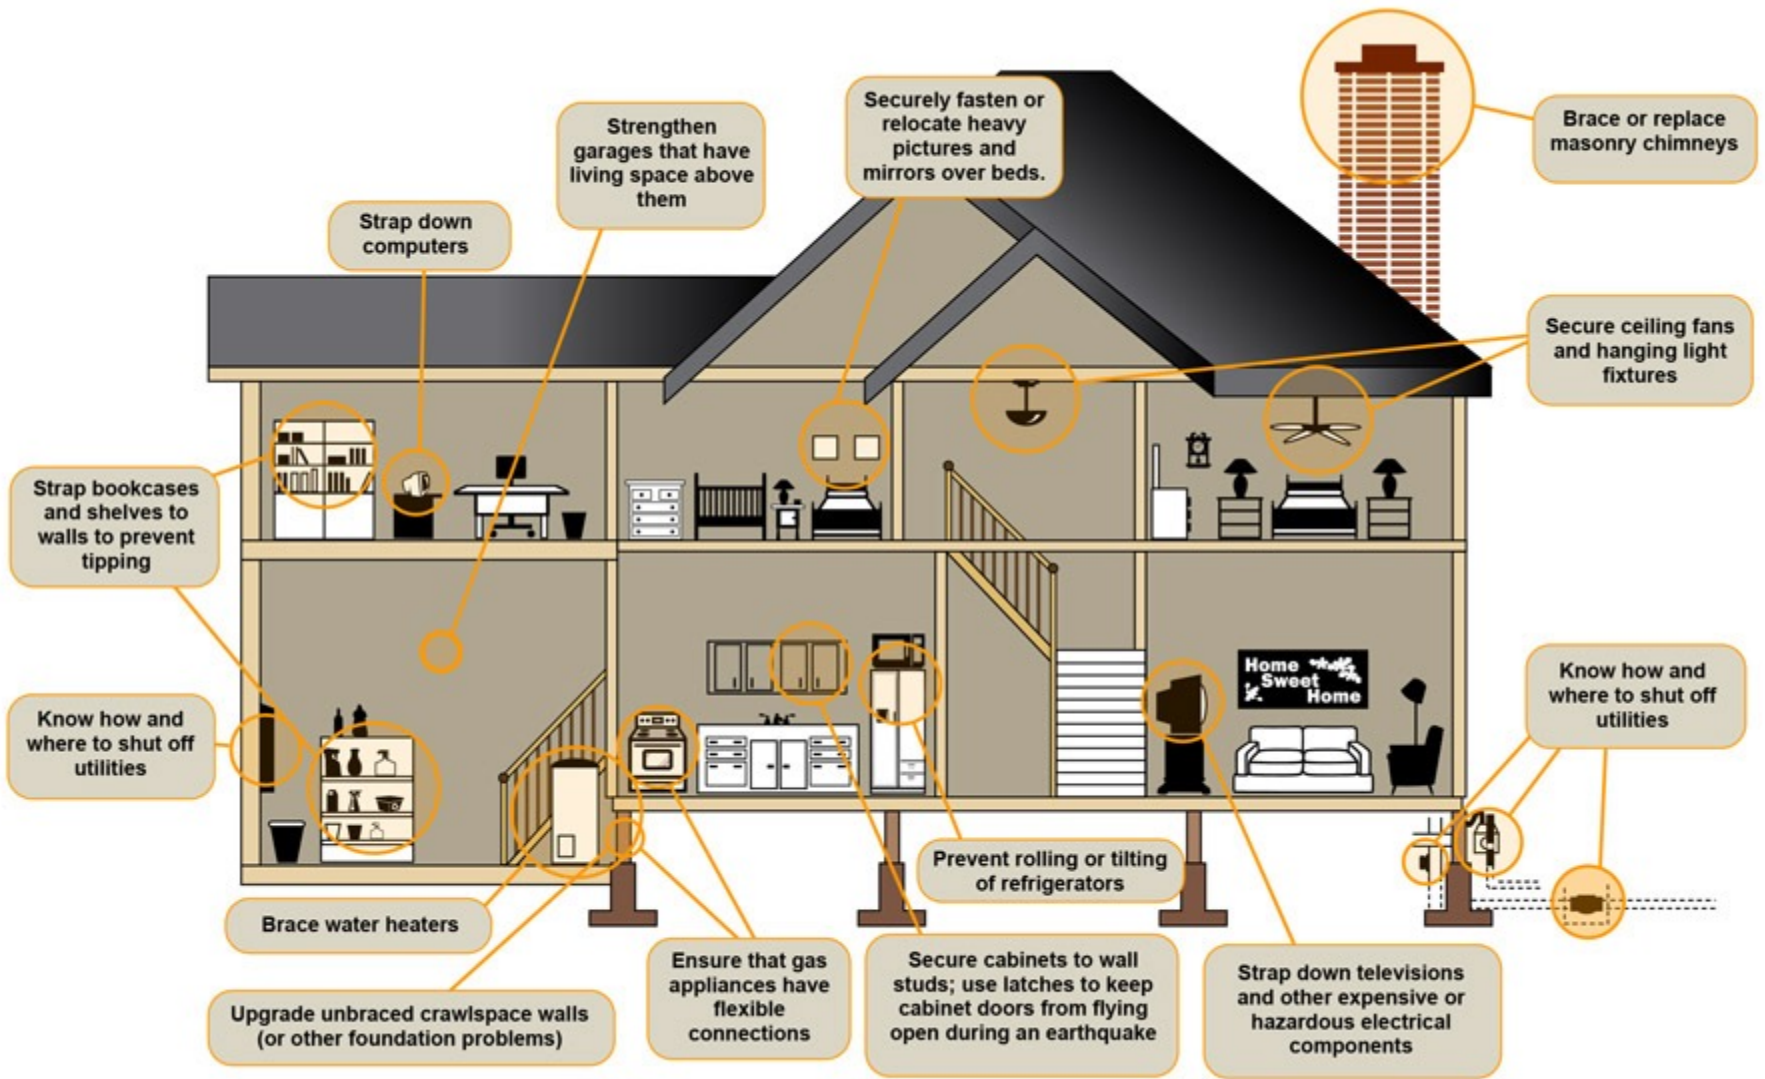 Securely fasten or
relocate heavy
pictures and
mirrors over beds.
Brace or replace
masonry chimneys
Strengthen
garages that have
living space above
them
Strap down
computers
Secure ceiling fans
and hanging light
fixtures
Strap bookcases
and shelves to
walls to prevent
tipping
Home
Sweet
Home
Know how and
where to shut off
utilities
Know how and
where to shut off
utilities
Prevent rolling or tilting
of refrigerators
Brace water heaters
Ensure that gas
appliances have
flexible
connections
Secure cabinets to wall
studs; use latches to keep
cabinet doors from flying
open during an earthquake
Strap down televisions
and other expensive or
hazardous electrical
components
Upgrade unbraced crawlspace walls
(or other foundation problems)